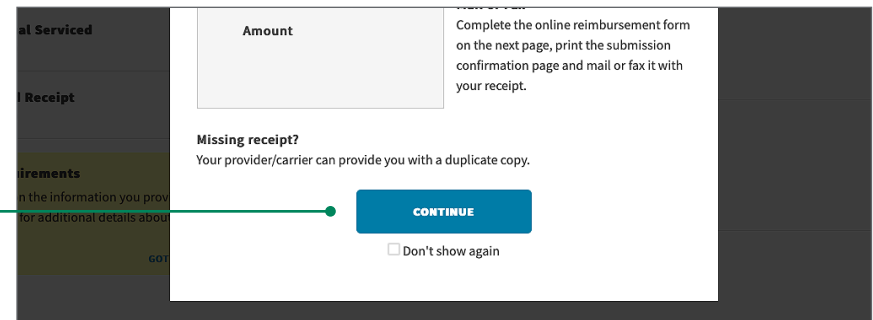 al Serviced
Receipt
irements
n the information you prov
for additional details abou
GOT
Amount
Complete the online reimbursement form
on the next page, print the submission
confirmation page and mail or fax it with
your receipt.
Missing receipt?
Your provider/carrier can provide you with a duplicate copy.
CONTINUE
Don't show again